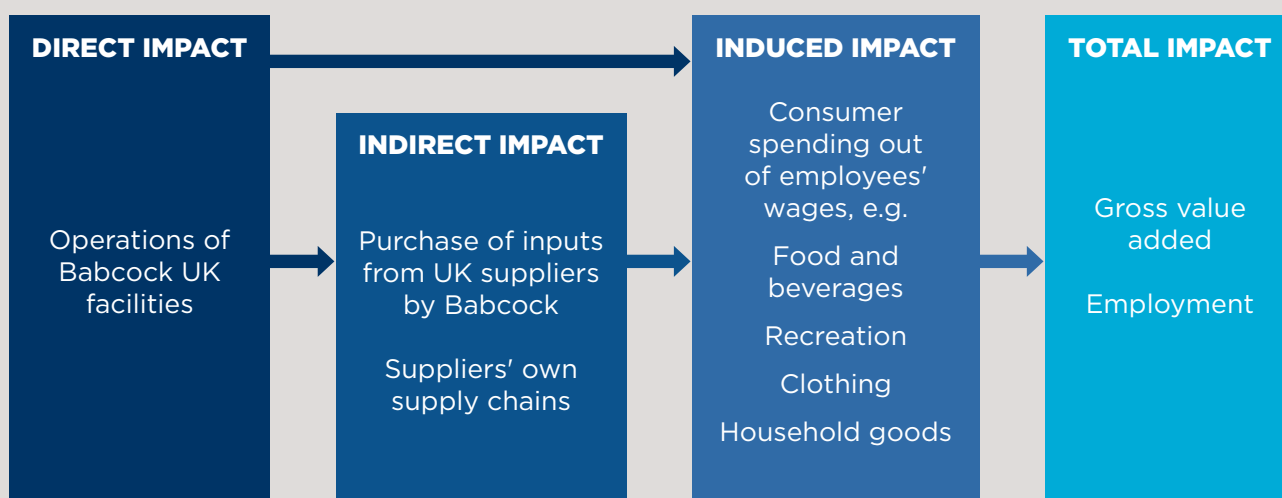 DIRECT IMPACT
Operations of
Babcock UK
facilities
INDIRECT IMPACT
Purchase of inputs
from UK suppliers
by Babcock
Suppliers' own
supply chains
INDUCED IMPACT
Consumer
spending out
of employees'
wages, e.g.
Food and
beverages
Recreation
Clothing
Household goods
TOTAL IMPACT
Gross value
added
Employment